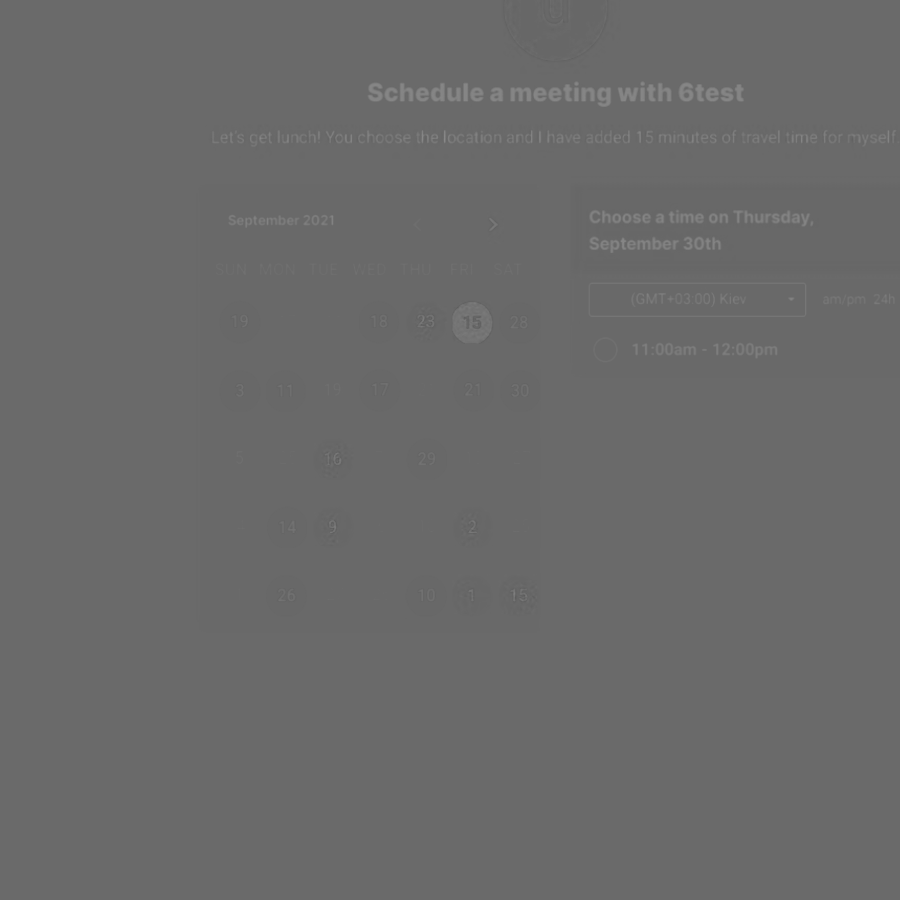 Schedule a meeting with 6test
Let's get lunch! You choose the location and I have added 15 minutes of travel time for myself
September 2021
SUN MON TUE WED THU FRI SAT
19 18 23 15 28
3 11 17 21 30
5 16 29
14 9 2
26 10 1 15
Choose a time on Thursday,
September 30th
(GMT+03:00) Kiev am/pm 24h
11:00am - 12:00pm